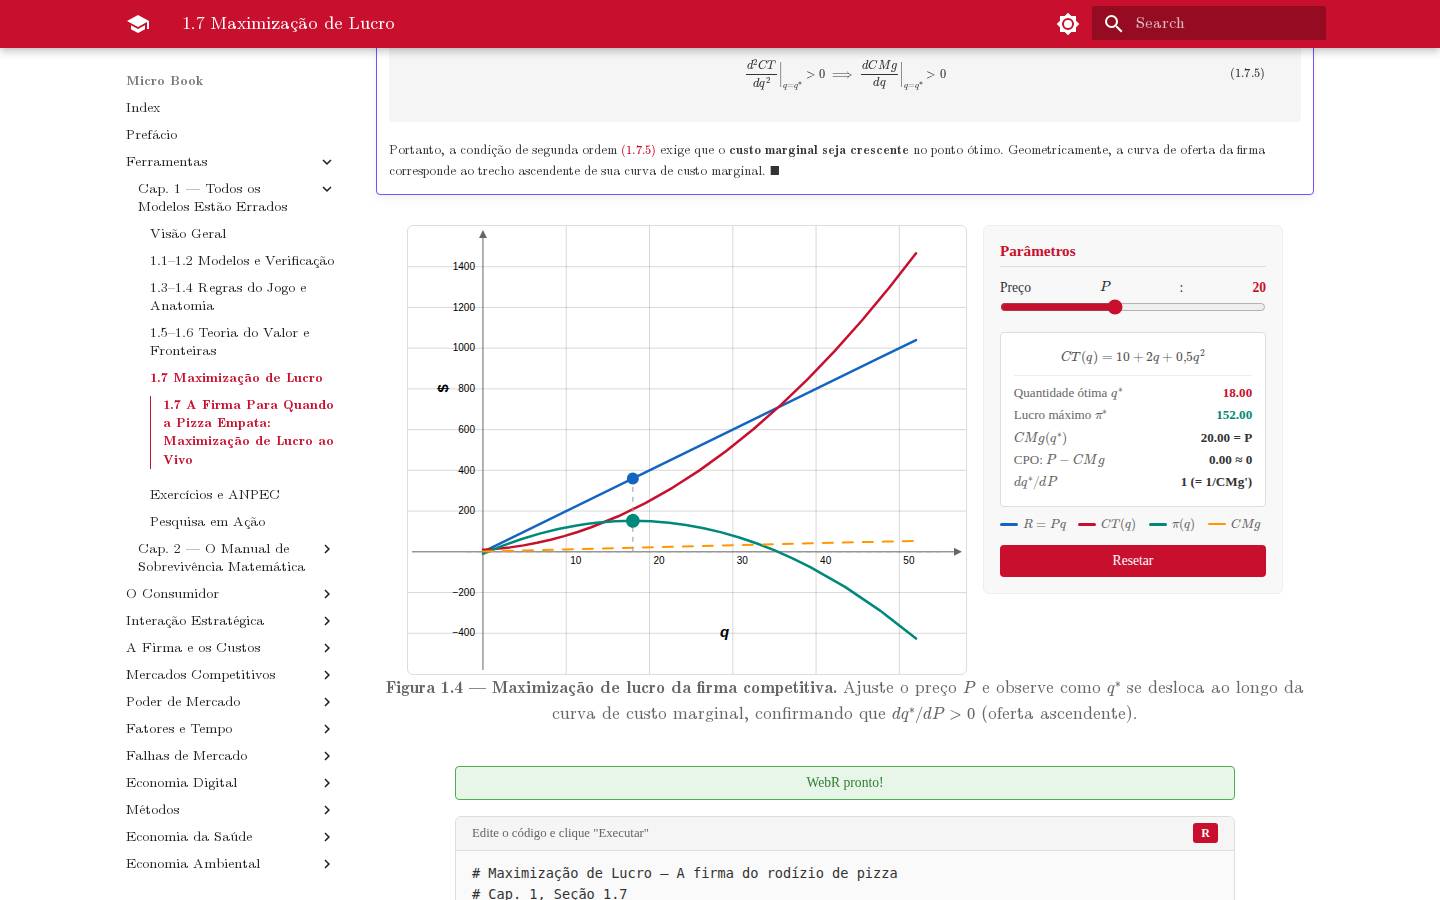 1.7 Maximização de Lucro
Search
Micro Book
Index
Prefácio
Ferramentas
Cap. 1 — Todos os
Modelos Estão Errados
Visão Geral
1.1–1.2 Modelos e Verificação
1.3–1.4 Regras do Jogo e
Anatomia
1.5–1.6 Teoria do Valor e
Fronteiras
1.7 Maximização de Lucro
1.7 A Firma Para Quando
a Pizza Empata:
Maximização de Lucro ao
Vivo
Exercícios e ANPEC
Pesquisa em Ação
Cap. 2 — O Manual de
Sobrevivência Matemática
O Consumidor
Interação Estratégica
A Firma e os Custos
Mercados Competitivos
Poder de Mercado
Fatores e Tempo
Falhas de Mercado
Economia Digital
Métodos
Economia da Saúde
Economia Ambiental
d²CT/dq² |q=q* > 0 ⟹ dCMg/dq |q=q* > 0 (1.7.5)
Portanto, a condição de segunda ordem (1.7.5) exige que o custo marginal seja crescente no ponto ótimo. Geometricamente, a curva de oferta da firma
corresponde ao trecho ascendente de sua curva de custo marginal. ■
1400
1200
1000
800
600
400
200
−200
−400
$
10 20 30 40 50
q
Parâmetros
Preço P : 20
CT(q) = 10 + 2q + 0,5q²
Quantidade ótima q* 18.00
Lucro máximo π* 152.00
CMg(q*) 20.00 = P
CPO: P − CMg 0.00 ≈ 0
dq*/dP 1 (= 1/CMg')
R = Pq CT(q) π(q) CMg
Resetar
Figura 1.4 — Maximização de lucro da firma competitiva. Ajuste o preço P e observe como q* se desloca ao longo da
curva de custo marginal, confirmando que dq*/dP > 0 (oferta ascendente).
WebR pronto!
Edite o código e clique "Executar" R
# Maximização de Lucro — A firma do rodízio de pizza
# Cap. 1, Seção 1.7